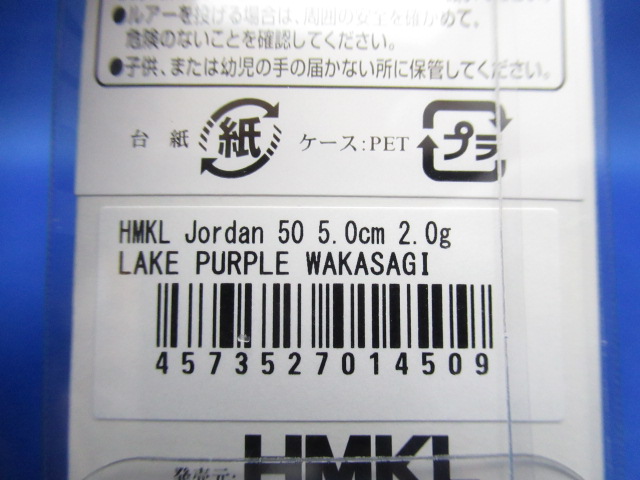 ●ルアーを投げる場合は、周囲の安全を確かめて、
危険のないことを確認してください。
●子供、または幼児の手の届かない所に保管してください。
台紙 紙 ケース:PET プラ
HMKL Jordan 50 5.0cm 2.0g
LAKE PURPLE WAKASAGI
4573527014509
発売元: HMKL